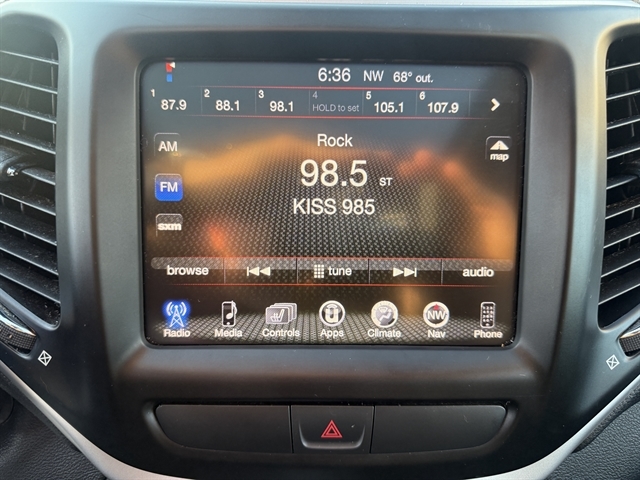 6:36 NW 68° out.
1 87.9 2 88.1 3 98.1 4 HOLD to set 5 105.1 6 107.9
Rock
AM
map
98.5 ST
FM
KISS 985
sxm
browse tune audio
Radio Media Controls Apps Climate NW Nav Phone